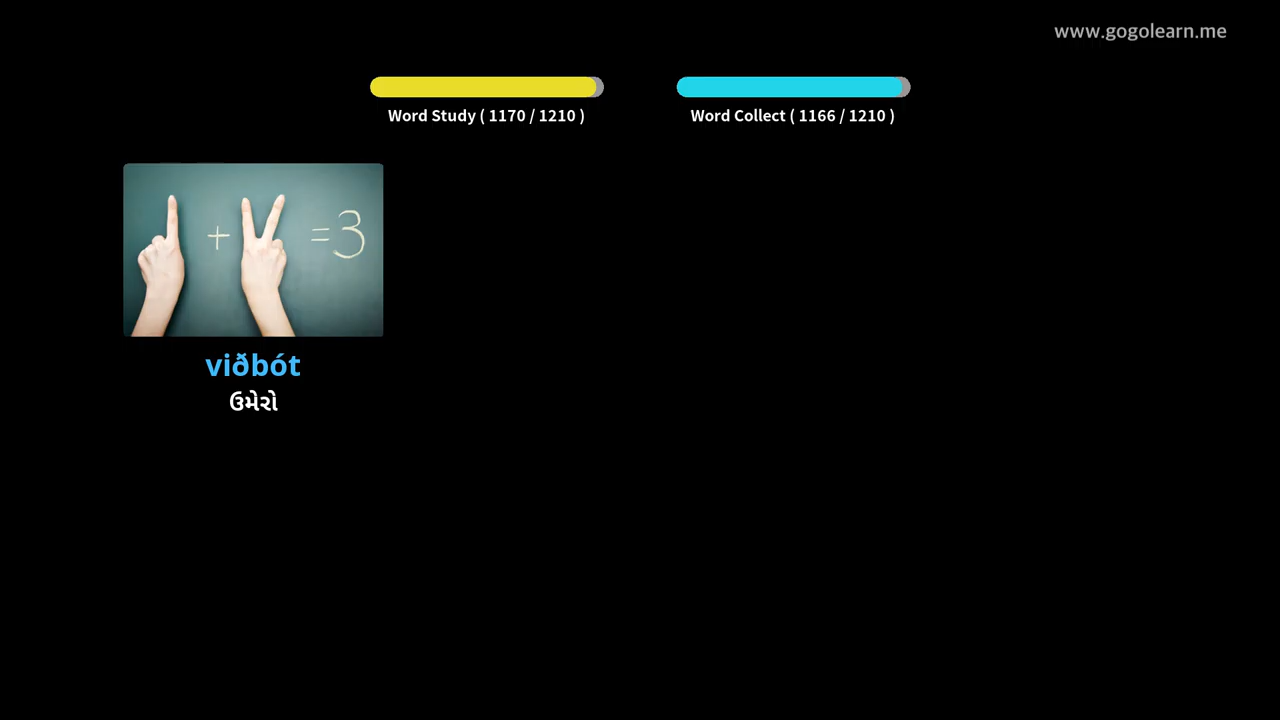 www.gogolearn.me
Word Study ( 1170 / 1210 )
Word Collect ( 1166 / 1210 )
+ =3
viðbót
ઉમેરો